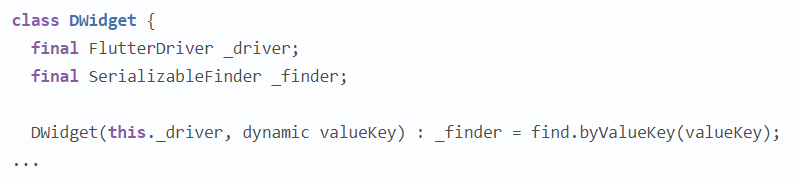 class DWidget {
  final FlutterDriver _driver;
  final SerializableFinder _finder;

  DWidget(this._driver, dynamic valueKey) : _finder = find.byValueKey(valueKey);
...